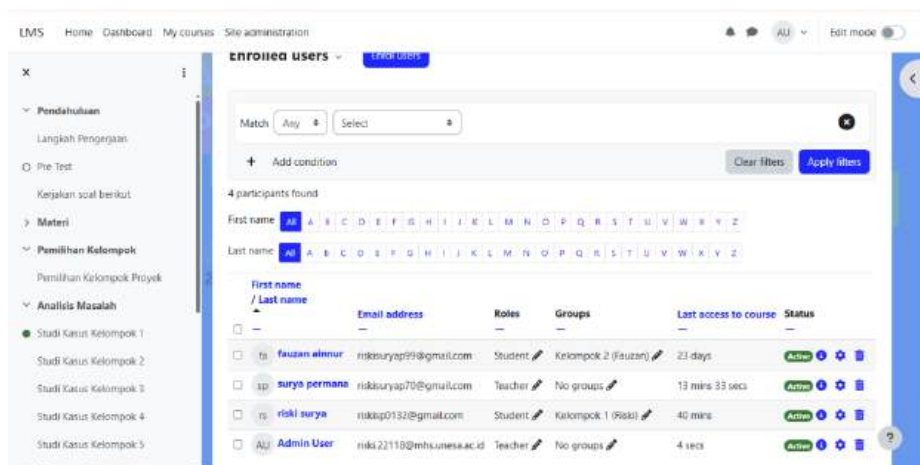 LMS Home Dashboard My courses Site administration AU Edit mode
Enrolled users Enrol users
Pendahuluan
Langkah Pengerjaan
Pre Test
Kerjakan soal berikut
Materi
Pemilihan Kelompok
Pemilihan Kelompok Proyek
Analisis Masalah
Studi Kasus Kelompok 1
Studi Kasus Kelompok 2
Studi Kasus Kelompok 3
Studi Kasus Kelompok 4
Studi Kasus Kelompok 5
Match Any Select
+ Add condition Clear filters Apply filters
4 participants found
First name All A B C D E F G H I J K L M N O P Q R S T U V W X Y Z
Last name All A B C D E F G H I J K L M N O P Q R S T U V W X Y Z
First name
/ Last name
Email address Roles Groups Last access to course Status
fa fauzan ainnur riskisuryap99@gmail.com Student Kelompok 2 (Fauzan) 23 days Active
sp surya permana riskisuryap70@gmail.com Teacher No groups 13 mins 33 secs Active
rs riski surya riskisp0132@gmail.com Student Kelompok 1 (Riski) 40 mins Active
AU Admin User riski.22118@mhs.unesa.ac.id Teacher No groups 4 secs Active
?